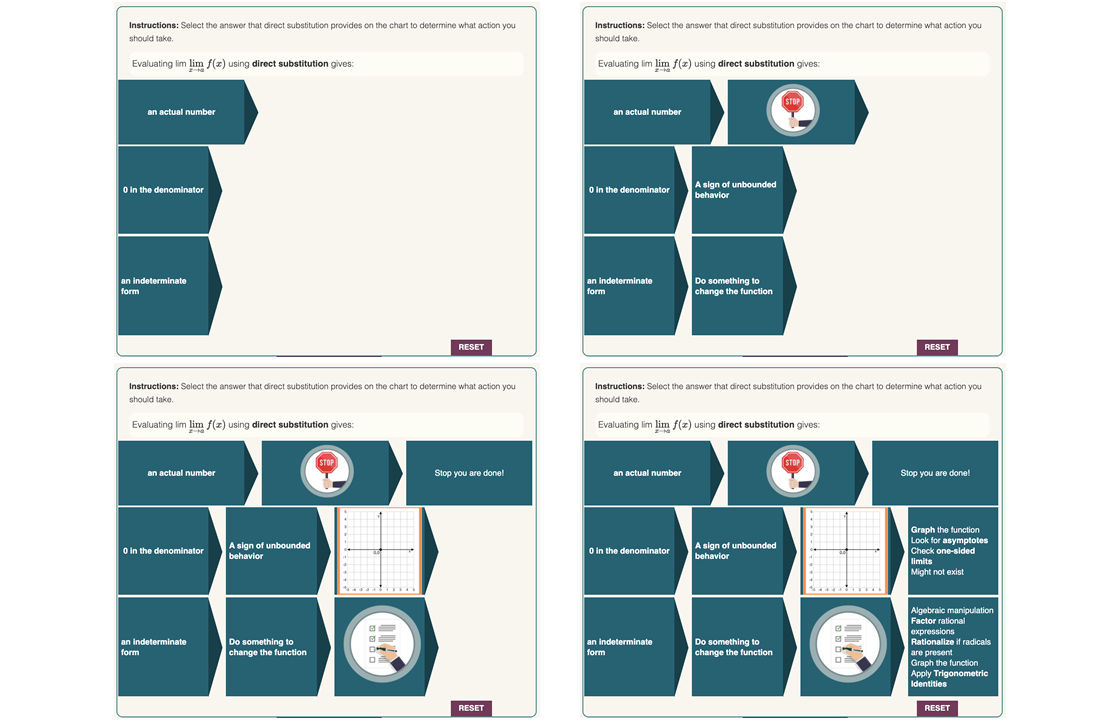 Instructions: Select the answer that direct substitution provides on the chart to determine what action you
should take.
Evaluating lim lim x→a f(x) using direct substitution gives:
an actual number
0 in the denominator
an indeterminate
form
RESET
Instructions: Select the answer that direct substitution provides on the chart to determine what action you
should take.
Evaluating lim lim x→a f(x) using direct substitution gives:
an actual number
STOP
0 in the denominator
A sign of unbounded
behavior
an indeterminate
form
Do something to
change the function
RESET
Instructions: Select the answer that direct substitution provides on the chart to determine what action you
should take.
Evaluating lim lim x→a f(x) using direct substitution gives:
an actual number
STOP
Stop you are done!
0 in the denominator
A sign of unbounded
behavior
an indeterminate
form
Do something to
change the function
RESET
Instructions: Select the answer that direct substitution provides on the chart to determine what action you
should take.
Evaluating lim lim x→a f(x) using direct substitution gives:
an actual number
STOP
Stop you are done!
0 in the denominator
A sign of unbounded
behavior
Graph the function
Look for asymptotes
Check one-sided
limits
Might not exist
an indeterminate
form
Do something to
change the function
Algebraic manipulation
Factor rational
expressions
Rationalize if radicals
are present
Graph the function
Apply Trigonometric
Identities
RESET